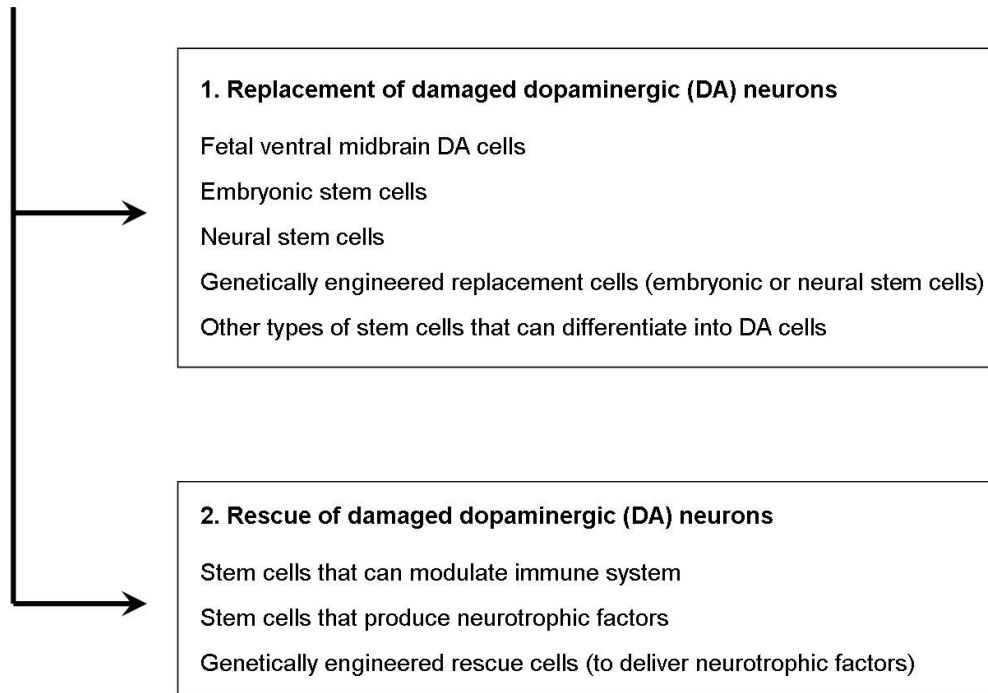 1. Replacement of damaged dopaminergic (DA) neurons
Fetal ventral midbrain DA cells
Embryonic stem cells
Neural stem cells
Genetically engineered replacement cells (embryonic or neural stem cells)
Other types of stem cells that can differentiate into DA cells
2. Rescue of damaged dopaminergic (DA) neurons
Stem cells that can modulate immune system
Stem cells that produce neurotrophic factors
Genetically engineered rescue cells (to deliver neurotrophic factors)